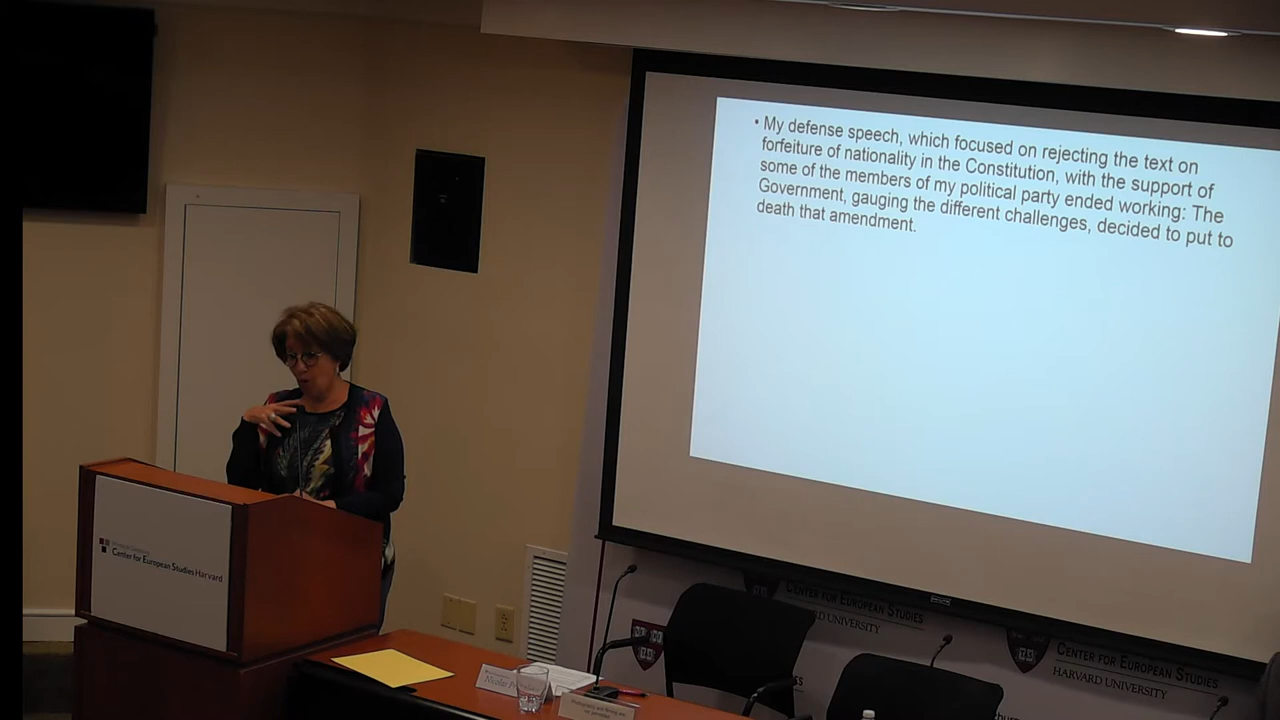 • My defense speech, which focused on rejecting the text on
forfeiture of nationality in the Constitution, with the support of
some of the members of my political party ended working: The
Government, gauging the different challenges, decided to put to
death that amendment.
Center for European Studies Harvard
Nicolas
CENTER FOR EUROPEAN STUDIES
UNIVERSITY
CENTER FOR EUROPEAN STUDIES
HARVARD UNIVERSITY